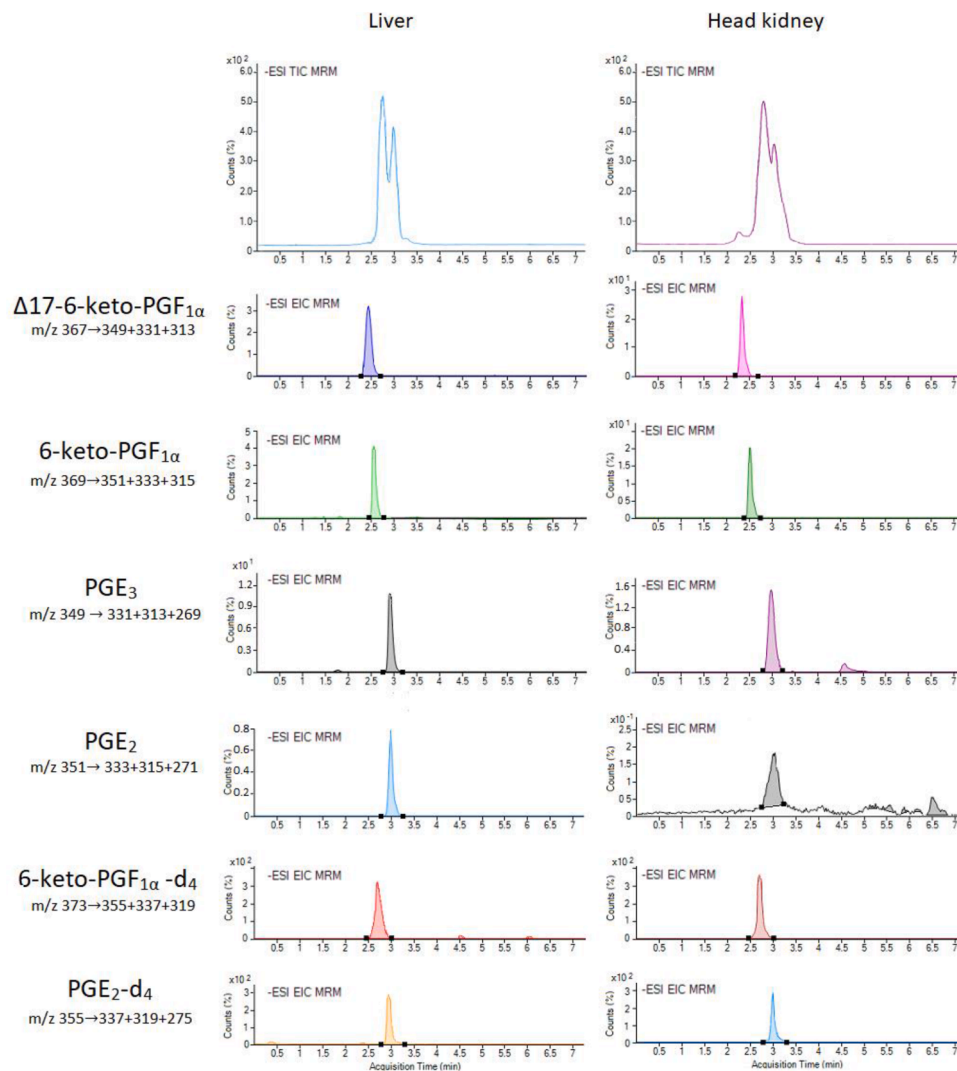 Liver
Head kidney
x10²
-ESI TIC MRM
6.0
5.0
4.0
3.0
2.0
1.0
0
Counts (%)
0.5 1 1.5 2 2.5 3 3.5 4 4.5 5 5.5 6 6.5 7
x10²
-ESI TIC MRM
6.0
5.0
4.0
3.0
2.0
1.0
0
Counts (%)
0.5 1 1.5 2 2.5 3 3.5 4 4.5 5 5.5 6 6.5 7
Δ17-6-keto-PGF1α
m/z 367→349+331+313
-ESI EIC MRM
3
2
1
0
Counts (%)
0.5 1 1.5 2 2.5 3 3.5 4 4.5 5 5.5 6 6.5 7
x10¹
-ESI EIC MRM
3
2
1
0
Counts (%)
0.5 1 1.5 2 2.5 3 3.5 4 4.5 5 5.5 6 6.5 7
6-keto-PGF1α
m/z 369→351+333+315
-ESI EIC MRM
5
4
3
2
1
0
Counts (%)
0.5 1 1.5 2 2.5 3 3.5 4 4.5 5 5.5 6 6.5 7
x10¹
-ESI EIC MRM
2
1.5
1
0.5
0
Counts (%)
0.5 1 1.5 2 2.5 3 3.5 4 4.5 5 5.5 6 6.5 7
PGE3
m/z 349 → 331+313+269
x10¹
-ESI EIC MRM
1.2
0.9
0.6
0.3
0
Counts (%)
0.5 1 1.5 2 2.5 3 3.5 4 4.5 5 5.5 6 6.5 7
-ESI EIC MRM
1.6
1.2
0.8
0.4
0
Counts (%)
0.5 1 1.5 2 2.5 3 3.5 4 4.5 5 5.5 6 6.5 7
PGE2
m/z 351→ 333+315+271
-ESI EIC MRM
0.8
0.6
0.4
0.2
0
Counts (%)
0.5 1 1.5 2 2.5 3 3.5 4 4.5 5 5.5 6 6.5 7
x10⁻¹
-ESI EIC MRM
2.5
2
1.5
1
0.5
0
Counts (%)
0.5 1 1.5 2 2.5 3 3.5 4 4.5 5 5.5 6 6.5 7
6-keto-PGF1α -d4
m/z 373→355+337+319
x10²
-ESI EIC MRM
3
2
1
0
Counts (%)
0.5 1 1.5 2 2.5 3 3.5 4 4.5 5 5.5 6 6.5 7
x10²
-ESI EIC MRM
3
2
1
0
Counts (%)
0.5 1 1.5 2 2.5 3 3.5 4 4.5 5 5.5 6 6.5 7
PGE2-d4
m/z 355→337+319+275
x10²
-ESI EIC MRM
3
2
1
0
Counts (%)
0.5 1 1.5 2 2.5 3 3.5 4 4.5 5 5.5 6 6.5 7
Acquisition Time (min)
x10²
-ESI EIC MRM
3
2
1
0
Counts (%)
0.5 1 1.5 2 2.5 3 3.5 4 4.5 5 5.5 6 6.5 7
Acquisition Time (min)